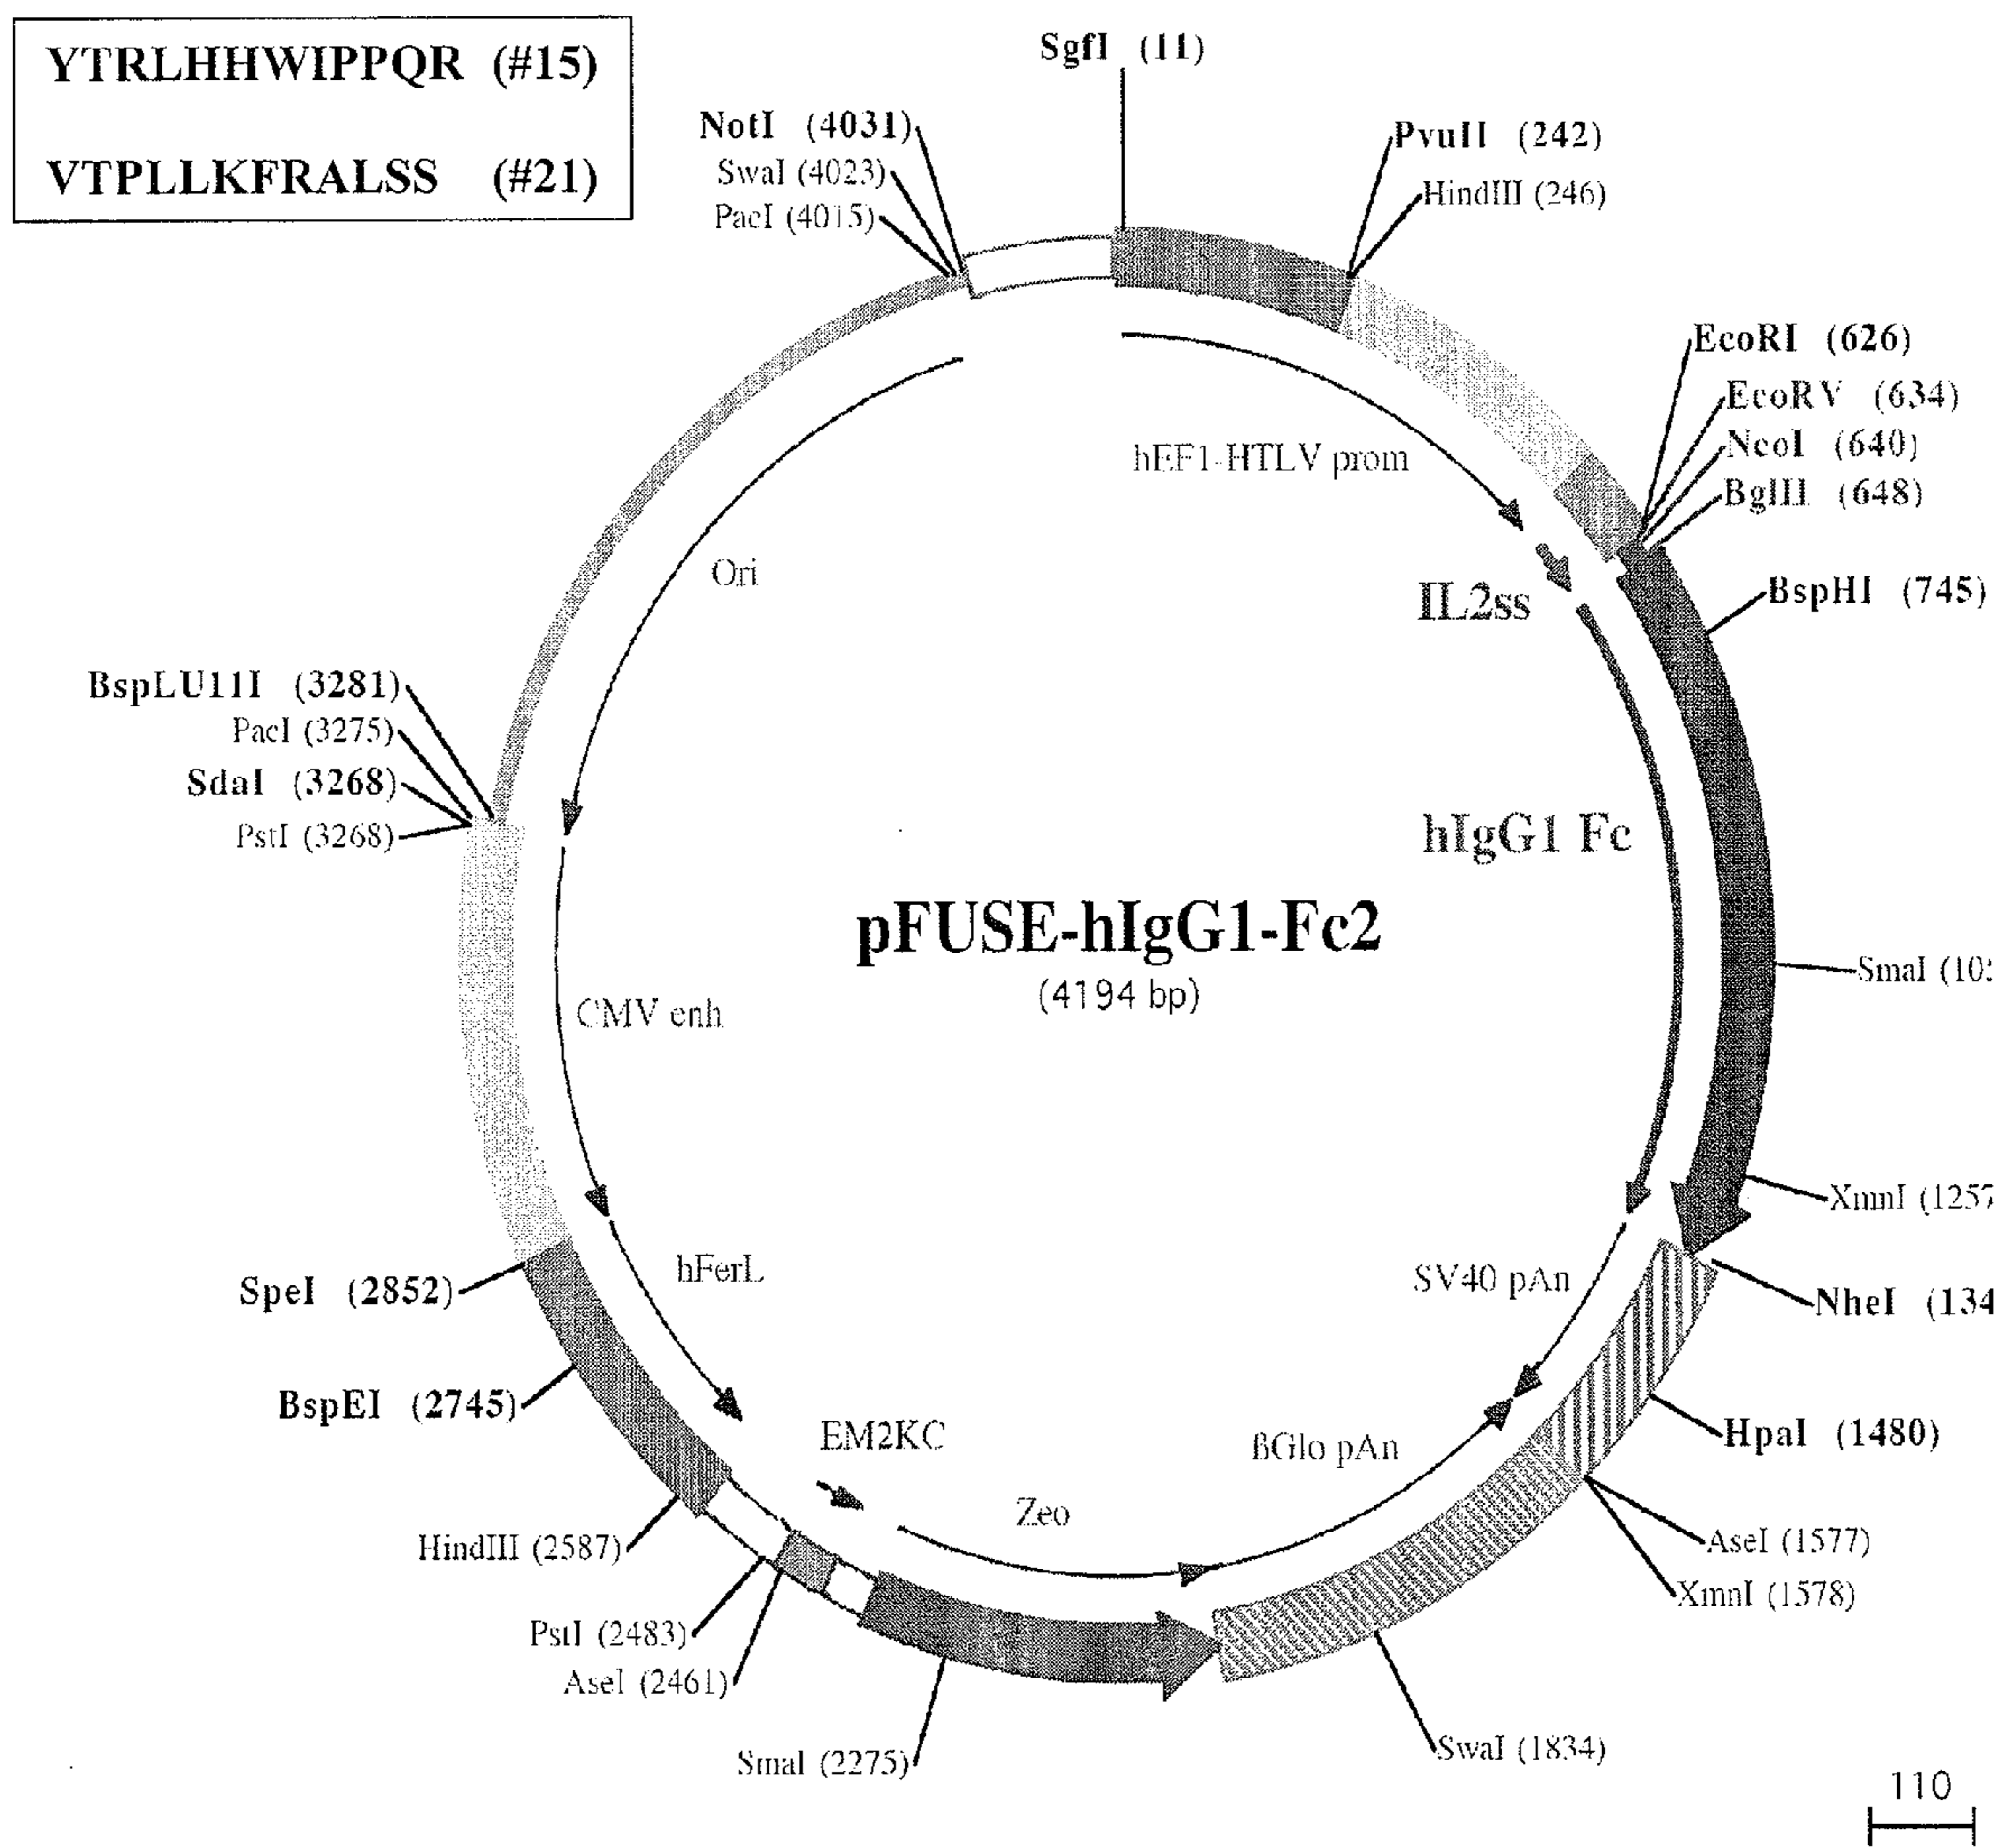 YTRLHHWIPPQR (#15)
VTPLLKFRALSS (#21)
SgfI (11)
NotI (4031)
SwaI (4023)
PacI (4015)
PvuII (242)
HindIII (246)
EcoRI (626)
EcoRV (634)
NcoI (640)
BglII (648)
BspHI (745)
hEF1-HTLV prom
IL2ss
Ori
BspLU11I (3281)
PacI (3275)
SdaI (3268)
PstI (3268)
hIgG1 Fc
pFUSE-hIgG1-Fc2
(4194 bp)
SmaI
CMV enh
XmnI (1257
hFerL
SV40 pAn
SpeI (2852)
NheI (134
BspEI (2745)
HpaI (1480)
EM2KC
ßGlo pAn
Zeo
HindIII (2587)
AseI (1577)
XmnI (1578)
PstI (2483)
AseI (2461)
SmaI (2275)
SwaI (1834)
110